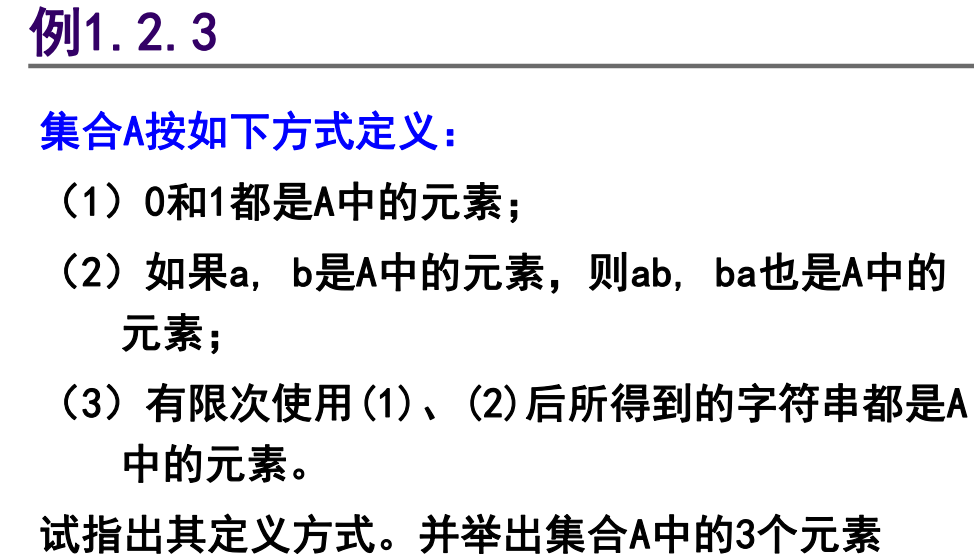 例1.2.3
集合A按如下方式定义：
（1）0和1都是A中的元素；
（2）如果a, b是A中的元素，则ab, ba也是A中的
元素；
（3）有限次使用(1)、(2)后所得到的字符串都是A
中的元素。
试指出其定义方式。并举出集合A中的3个元素